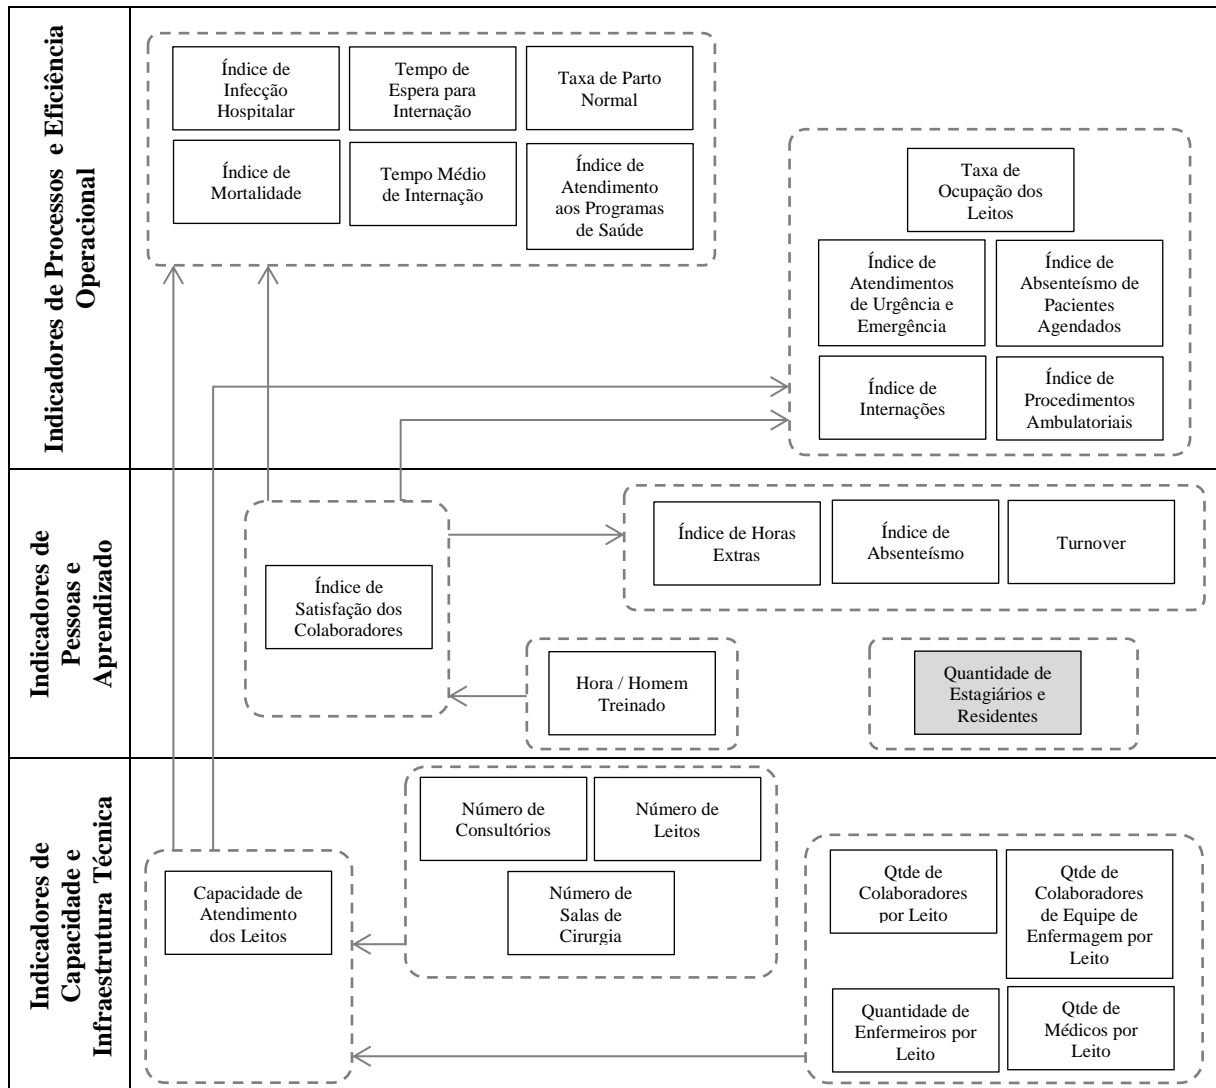 Indicadores de Processos e Eficiência
Operacional
Índice de
Infecção
Hospitalar
Tempo de
Espera para
Internação
Taxa de Parto
Normal
Índice de
Mortalidade
Tempo Médio
de Internação
Índice de
Atendimento
aos Programas
de Saúde
Taxa de
Ocupação dos
Leitos
Índice de
Atendimentos
de Urgência e
Emergência
Índice de
Absenteísmo de
Pacientes
Agendados
Índice de
Internações
Índice de
Procedimentos
Ambulatoriais
Indicadores de
Pessoas e
Aprendizado
Índice de
Satisfação dos
Colaboradores
Índice de Horas
Extras
Índice de
Absenteísmo
Turnover
Hora / Homem
Treinado
Quantidade de
Estagiários e
Residentes
Indicadores de
Capacidade e
Infraestrutura Técnica
Capacidade de
Atendimento
dos Leitos
Número de
Consultórios
Número de
Leitos
Número de
Salas de
Cirurgia
Qtde de
Colaboradores
por Leito
Qtde de
Colaboradores
de Equipe de
Enfermagem por
Leito
Quantidade de
Enfermeiros por
Leito
Qtde de
Médicos por
Leito